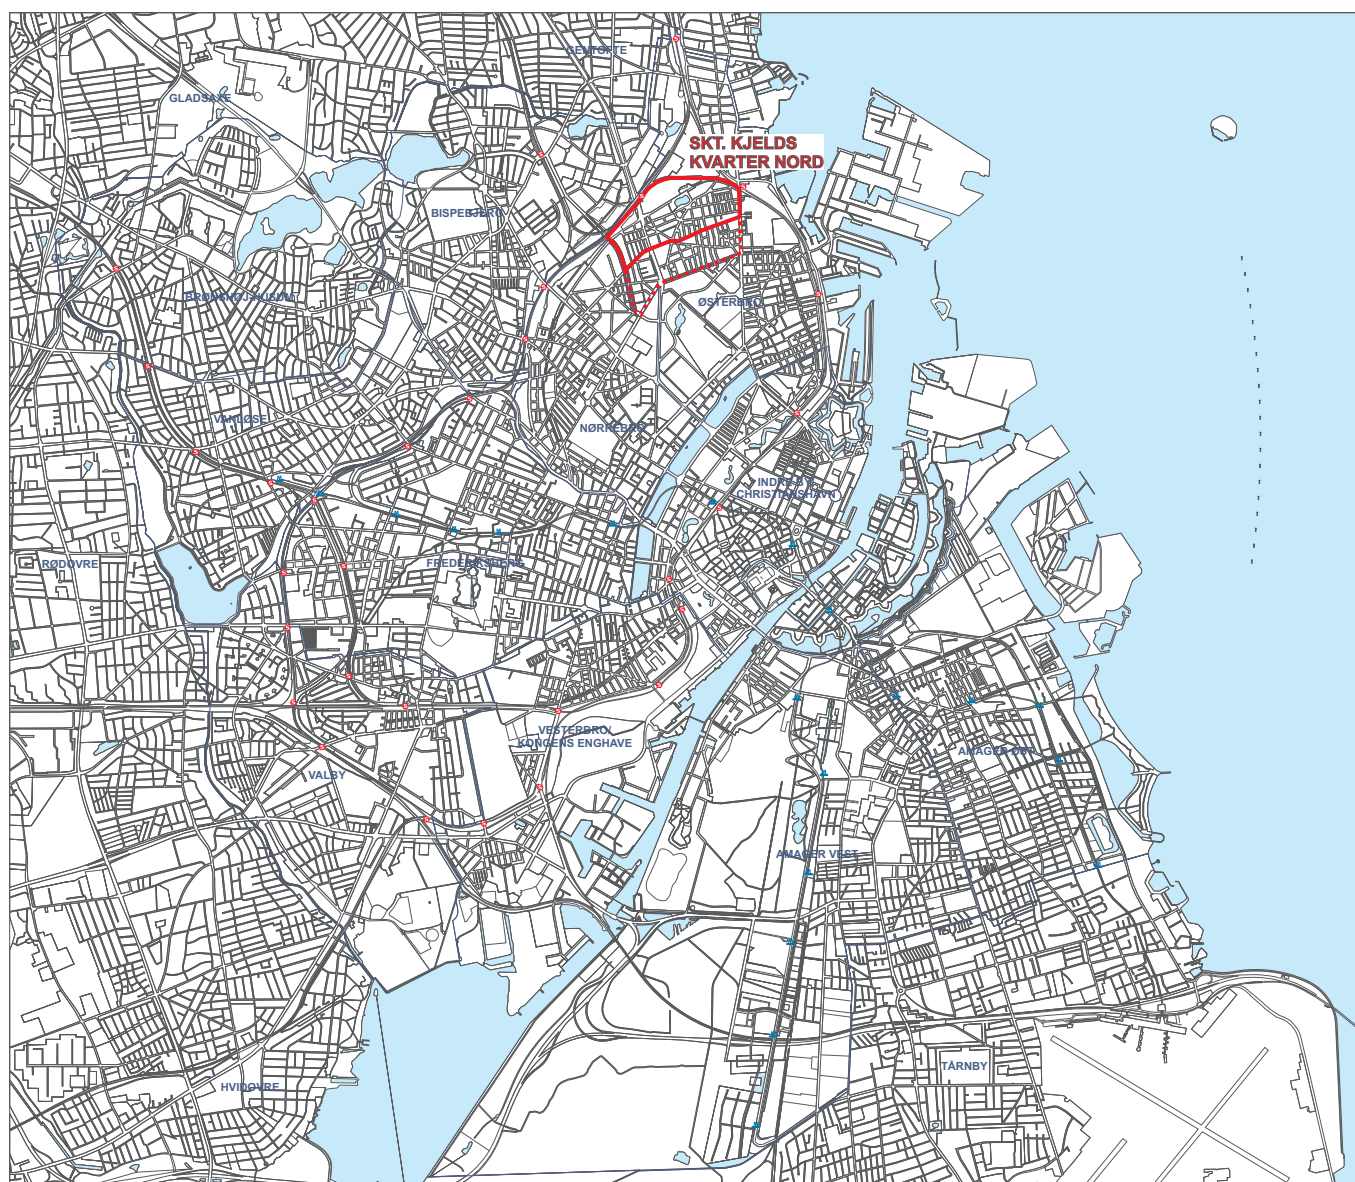 GENTOFTE
GLADSAXE
SKT. KJELDS
KVARTER NORD
BISPEBJERG
BRØNSHØJ-HUSUM
ØSTERBRO
VANLØSE
NØRREBRO
INDRE BY/
CHRISTIANSHAVN
RØDOVRE
FREDERIKSBERG
VESTERBRO/
KONGENS ENGHAVE
AMAGER ØST
VALBY
AMAGER VEST
TÅRNBY
HVIDOVRE